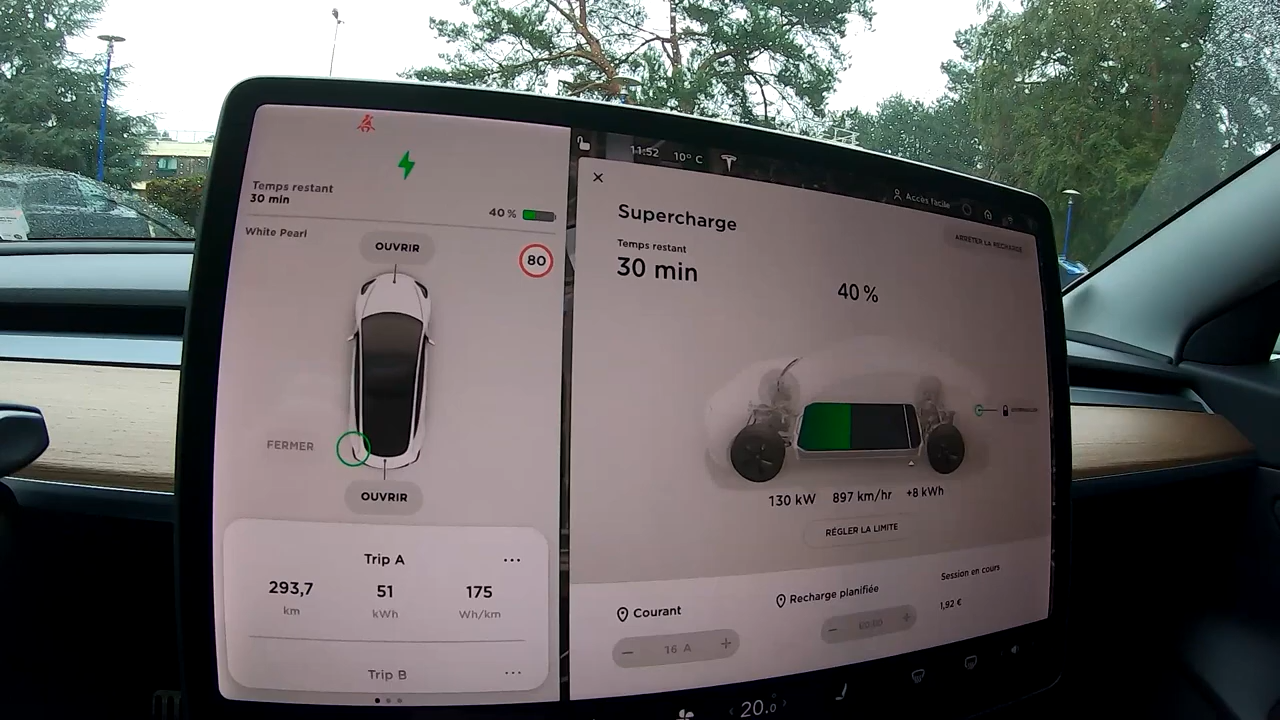 Temps restant
30 min
40 %
White Pearl
OUVRIR
80
FERMER
OUVRIR
Trip A
...
293,7
51
175
km
kWh
Wh/km
Trip B
...
11:52 10° C
Accès facile
Supercharge
ARRÊTER LA RECHARGE
Temps restant
30 min
40 %
130 kW 897 km/hr +8 kWh
RÉGLER LA LIMITE
Courant
Recharge planifiée
Session en cours
− 16 A +
− +
1,92 €
20.0